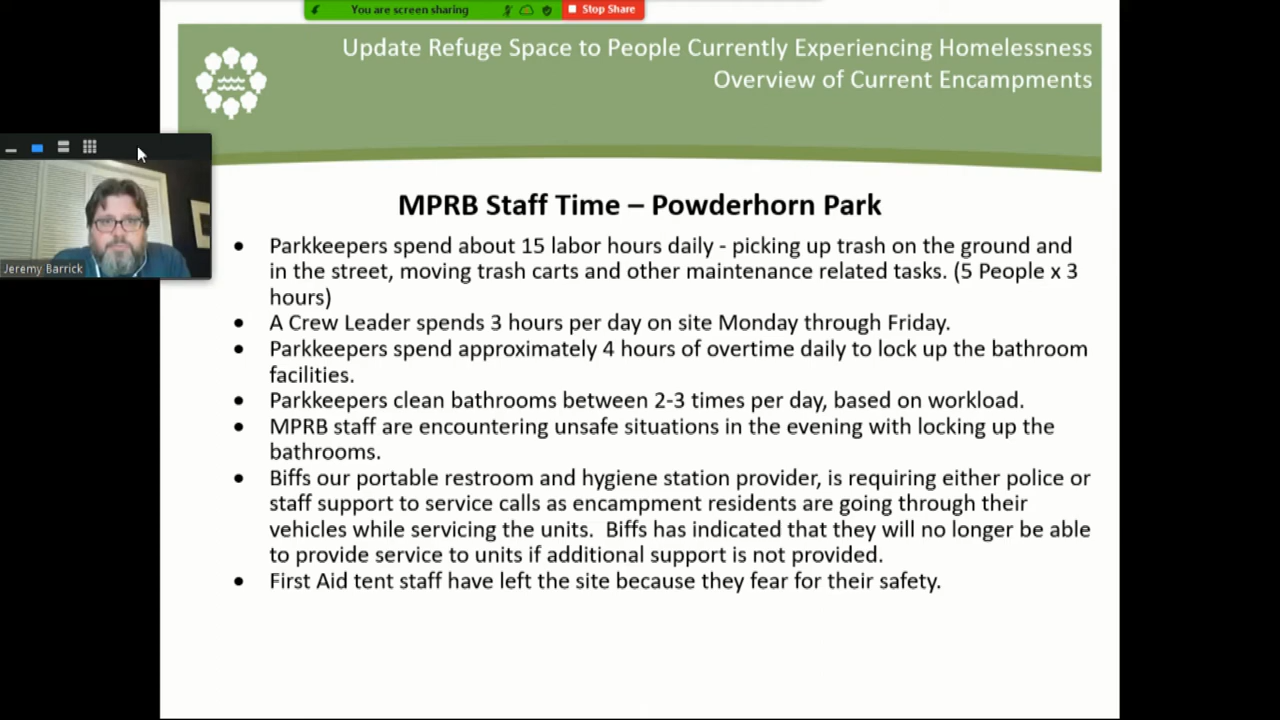 You are screen sharing
Stop Share
Update Refuge Space to People Currently Experiencing Homelessness
Overview of Current Encampments
Jeremy Barrick
MPRB Staff Time – Powderhorn Park
• Parkkeepers spend about 15 labor hours daily - picking up trash on the ground and
in the street, moving trash carts and other maintenance related tasks. (5 People x 3
hours)
• A Crew Leader spends 3 hours per day on site Monday through Friday.
• Parkkeepers spend approximately 4 hours of overtime daily to lock up the bathroom
facilities.
• Parkkeepers clean bathrooms between 2-3 times per day, based on workload.
• MPRB staff are encountering unsafe situations in the evening with locking up the
bathrooms.
• Biffs our portable restroom and hygiene station provider, is requiring either police or
staff support to service calls as encampment residents are going through their
vehicles while servicing the units.  Biffs has indicated that they will no longer be able
to provide service to units if additional support is not provided.
• First Aid tent staff have left the site because they fear for their safety.